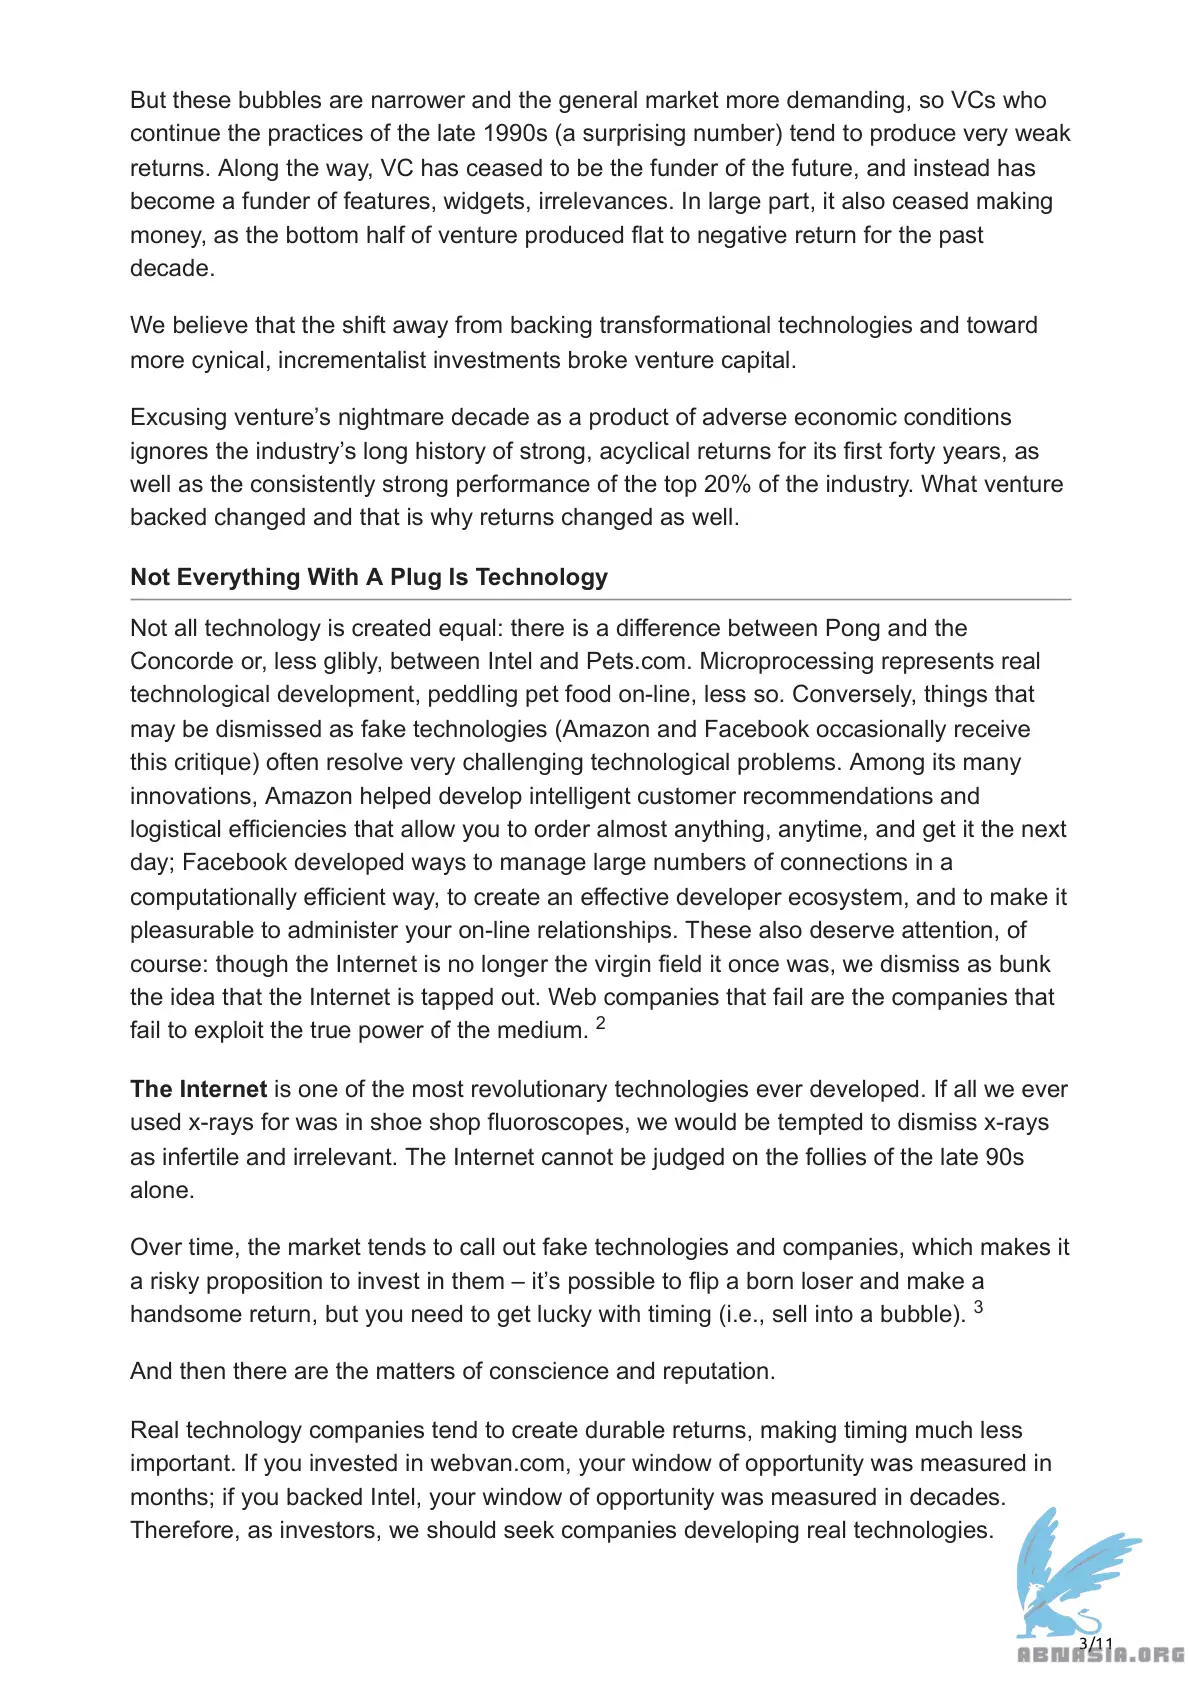 But these bubbles are narrower and the general market more demanding, so VCs who
continue the practices of the late 1990s (a surprising number) tend to produce very weak
returns. Along the way, VC has ceased to be the funder of the future, and instead has
become a funder of features, widgets, irrelevances. In large part, it also ceased making
money, as the bottom half of venture produced flat to negative return for the past
decade.
We believe that the shift away from backing transformational technologies and toward
more cynical, incrementalist investments broke venture capital.
Excusing venture’s nightmare decade as a product of adverse economic conditions
ignores the industry’s long history of strong, acyclical returns for its first forty years, as
well as the consistently strong performance of the top 20% of the industry. What venture
backed changed and that is why returns changed as well.
Not Everything With A Plug Is Technology
Not all technology is created equal: there is a difference between Pong and the
Concorde or, less glibly, between Intel and Pets.com. Microprocessing represents real
technological development, peddling pet food on-line, less so. Conversely, things that
may be dismissed as fake technologies (Amazon and Facebook occasionally receive
this critique) often resolve very challenging technological problems. Among its many
innovations, Amazon helped develop intelligent customer recommendations and
logistical efficiencies that allow you to order almost anything, anytime, and get it the next
day; Facebook developed ways to manage large numbers of connections in a
computationally efficient way, to create an effective developer ecosystem, and to make it
pleasurable to administer your on-line relationships. These also deserve attention, of
course: though the Internet is no longer the virgin field it once was, we dismiss as bunk
the idea that the Internet is tapped out. Web companies that fail are the companies that
fail to exploit the true power of the medium. 2
The Internet is one of the most revolutionary technologies ever developed. If all we ever
used x-rays for was in shoe shop fluoroscopes, we would be tempted to dismiss x-rays
as infertile and irrelevant. The Internet cannot be judged on the follies of the late 90s
alone.
Over time, the market tends to call out fake technologies and companies, which makes it
a risky proposition to invest in them – it’s possible to flip a born loser and make a
handsome return, but you need to get lucky with timing (i.e., sell into a bubble). 3
And then there are the matters of conscience and reputation.
Real technology companies tend to create durable returns, making timing much less
important. If you invested in webvan.com, your window of opportunity was measured in
months; if you backed Intel, your window of opportunity was measured in decades.
Therefore, as investors, we should seek companies developing real technologies.
3/11
ABNASIA.ORG